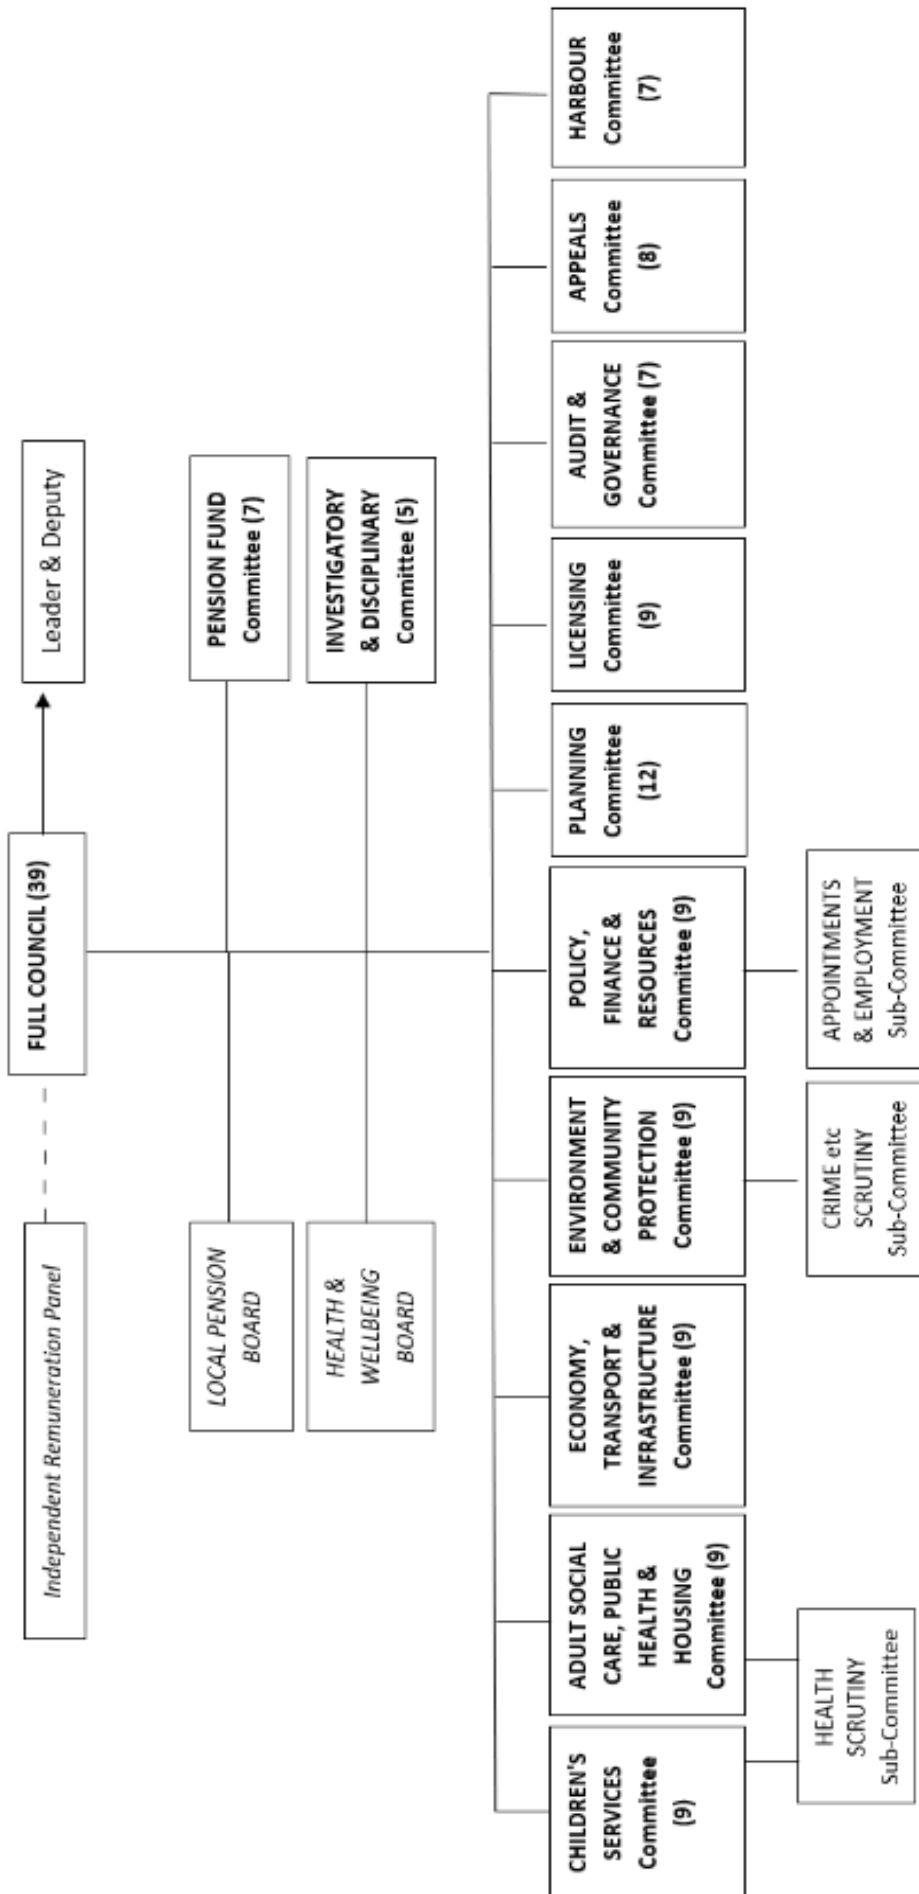 Independent Remuneration Panel
FULL COUNCIL (39)
Leader & Deputy
LOCAL PENSION
BOARD
PENSION FUND
Committee (7)
HEALTH &
WELLBEING
BOARD
INVESTIGATORY
& DISCIPLINARY
Committee (5)
CHILDREN'S
SERVICES
Committee
(9)
ADULT SOCIAL
CARE, PUBLIC
HEALTH &
HOUSING
Committee (9)
ECONOMY,
TRANSPORT &
INFRASTRUCTURE
Committee (9)
ENVIRONMENT
& COMMUNITY
PROTECTION
Committee (9)
POLICY,
FINANCE &
RESOURCES
Committee (9)
PLANNING
Committee
(12)
LICENSING
Committee
(9)
AUDIT &
GOVERNANCE
Committee (7)
APPEALS
Committee
(8)
HARBOUR
Committee
(7)
HEALTH
SCRUTINY
Sub-Committee
CRIME etc
SCRUTINY
Sub-Committee
APPOINTMENTS
& EMPLOYMENT
Sub-Committee